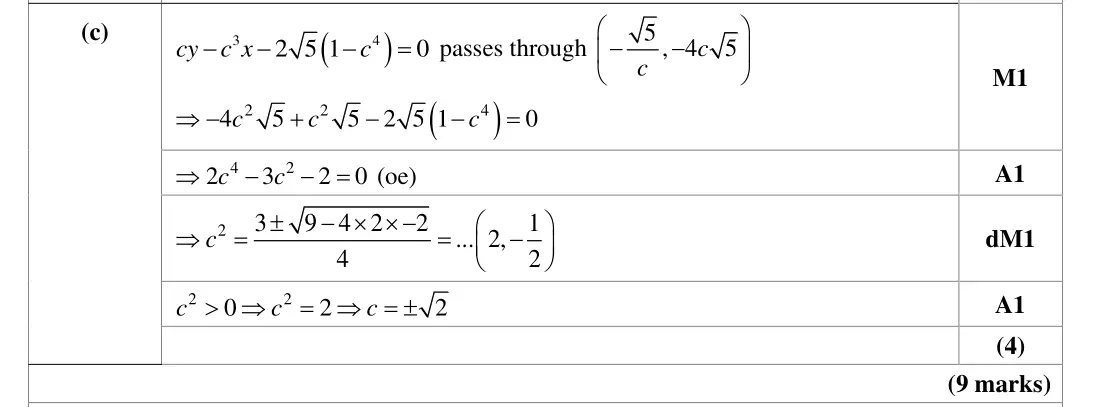 (c)
cy − c³x − 2√5(1 − c⁴) = 0 passes through (−√5/c, −4c√5)
M1
⇒ −4c²√5 + c²√5 − 2√5(1 − c⁴) = 0
⇒ 2c⁴ − 3c² − 2 = 0 (oe)
A1
⇒ c² = (3 ± √(9 − 4 × 2 × −2))/4 = ...(2, −1/2)
dM1
c² > 0 ⇒ c² = 2 ⇒ c = ±√2
A1
(4)
(9 marks)